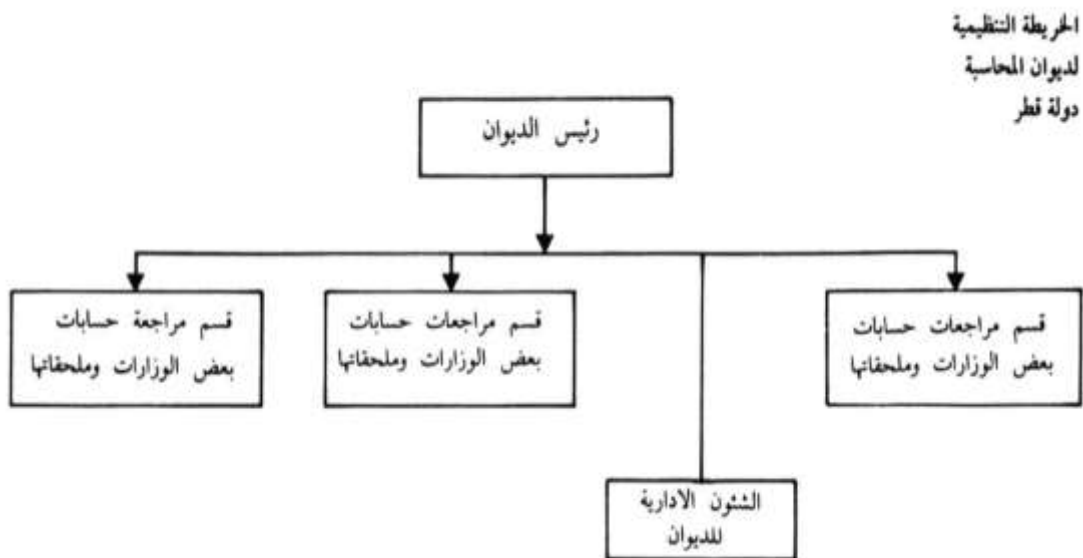 الخريطة التنظيمية
لديوان المحاسبة
دولة قطر
رئيس الديوان
قسم مراجعات حسابات
بعض الوزارات وملحقاتها
قسم مراجعات حسابات
بعض الوزارات وملحقاتها
قسم مراجعة حسابات
بعض الوزارات وملحقاتها
الشئون الادارية
للديوان